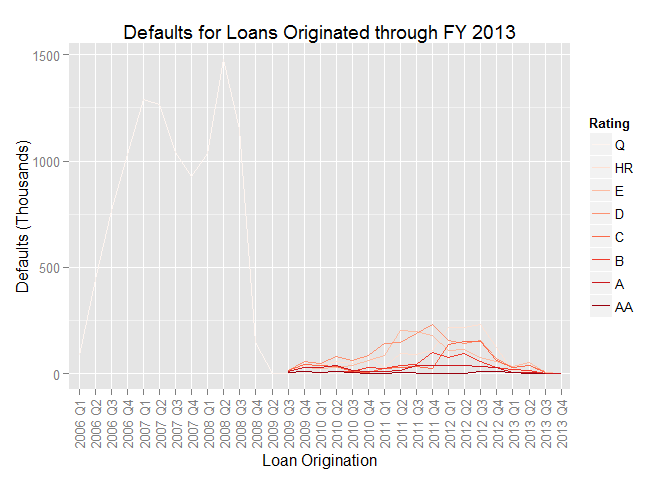 Defaults for Loans Originated through FY 2013
Defaults (Thousands)
1500
1000
500
0
2006 Q1
2006 Q2
2006 Q3
2006 Q4
2007 Q1
2007 Q2
2007 Q3
2007 Q4
2008 Q1
2008 Q2
2008 Q3
2008 Q4
2009 Q2
2009 Q3
2009 Q4
2010 Q1
2010 Q2
2010 Q3
2010 Q4
2011 Q1
2011 Q2
2011 Q3
2011 Q4
2012 Q1
2012 Q2
2012 Q3
2012 Q4
2013 Q1
2013 Q2
2013 Q3
2013 Q4
Loan Origination
Rating
Q
HR
E
D
C
B
A
AA